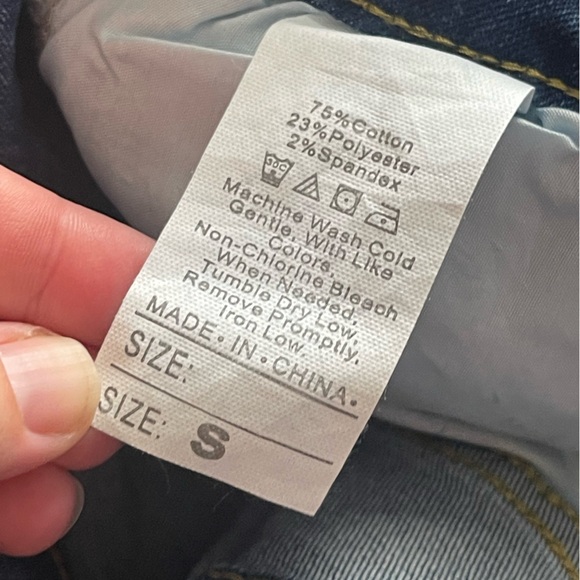 75%Cotton
23%Polyester
2%Spandex
30C
Machine Wash Cold
Gentle, With Like
Colors.
Non-Chlorine Bleach
When Needed.
Tumble Dry Low,
Remove Promptly.
Iron Low.
MADE•IN•CHINA•
SIZE:
SIZE: S